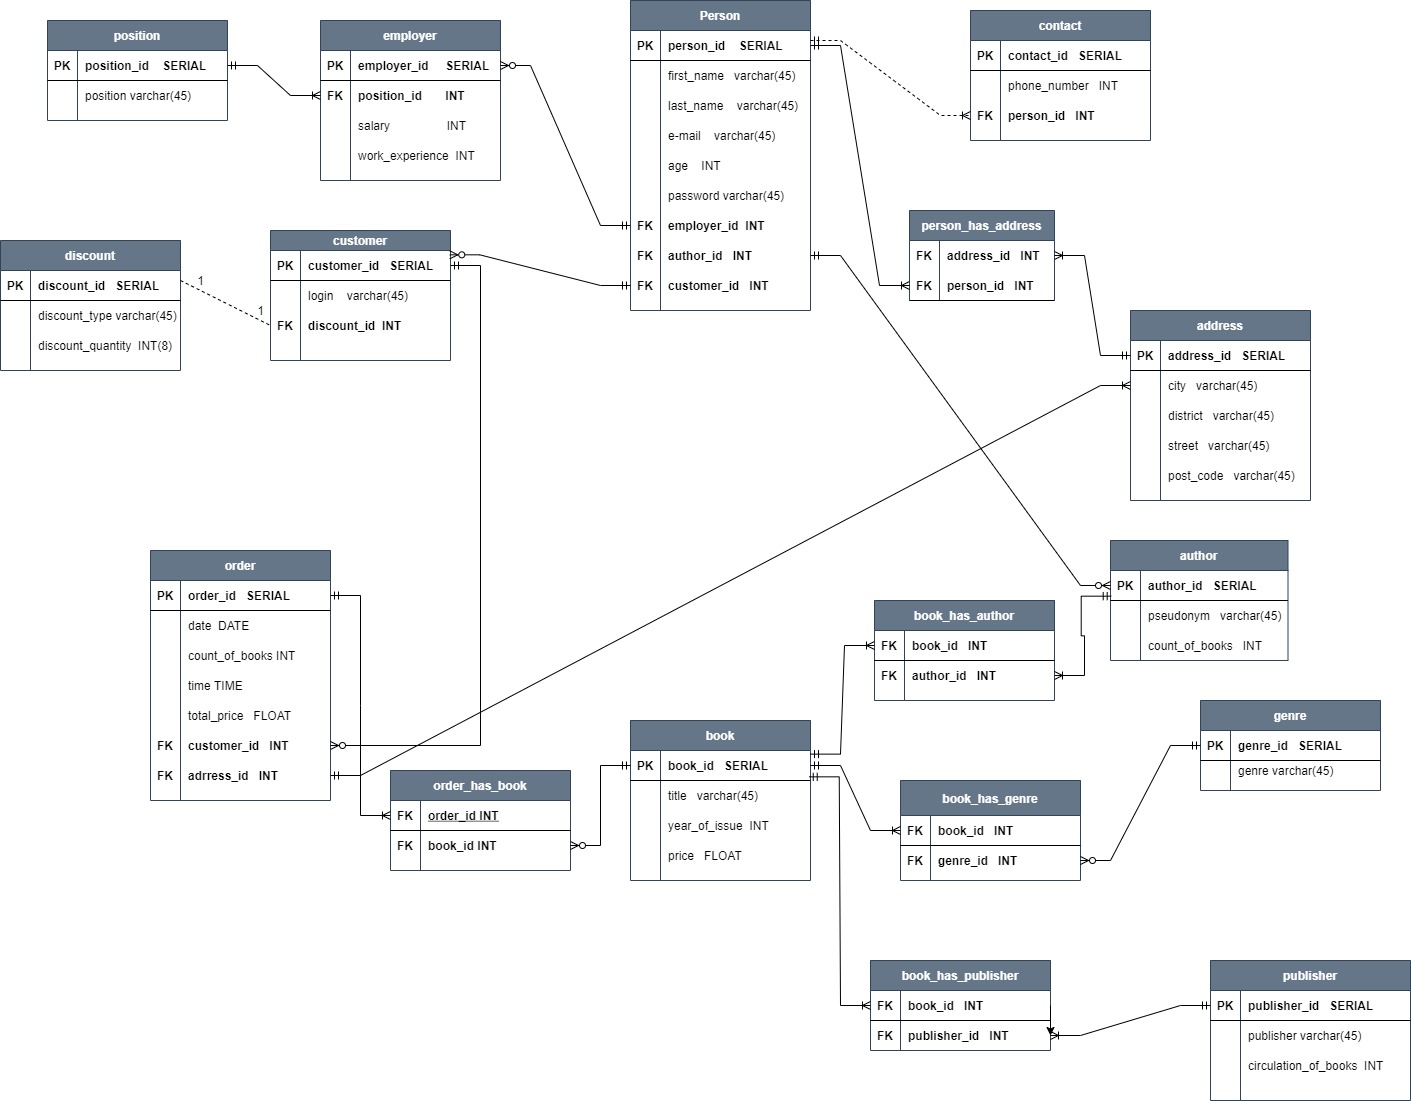 position
PK position_id SERIAL
position varchar(45)
employer
PK employer_id SERIAL
FK position_id INT
salary INT
work_experience INT
Person
PK person_id SERIAL
first_name varchar(45)
last_name varchar(45)
e-mail varchar(45)
age INT
password varchar(45)
FK employer_id INT
FK author_id INT
FK customer_id INT
contact
PK contact_id SERIAL
phone_number INT
FK person_id INT
discount
PK discount_id SERIAL
discount_type varchar(45)
discount_quantity INT(8)
1
1
customer
PK customer_id SERIAL
login varchar(45)
FK discount_id INT
person_has_address
FK address_id INT
FK person_id INT
address
PK address_id SERIAL
city varchar(45)
district varchar(45)
street varchar(45)
post_code varchar(45)
order
PK order_id SERIAL
date DATE
count_of_books INT
time TIME
total_price FLOAT
FK customer_id INT
FK adrress_id INT
order_has_book
FK order_id INT
FK book_id INT
book
PK book_id SERIAL
title varchar(45)
year_of_issue INT
price FLOAT
book_has_author
FK book_id INT
FK author_id INT
author
PK author_id SERIAL
pseudonym varchar(45)
count_of_books INT
book_has_genre
FK book_id INT
FK genre_id INT
genre
PK genre_id SERIAL
genre varchar(45)
book_has_publisher
FK book_id INT
FK publisher_id INT
publisher
PK publisher_id SERIAL
publisher varchar(45)
circulation_of_books INT